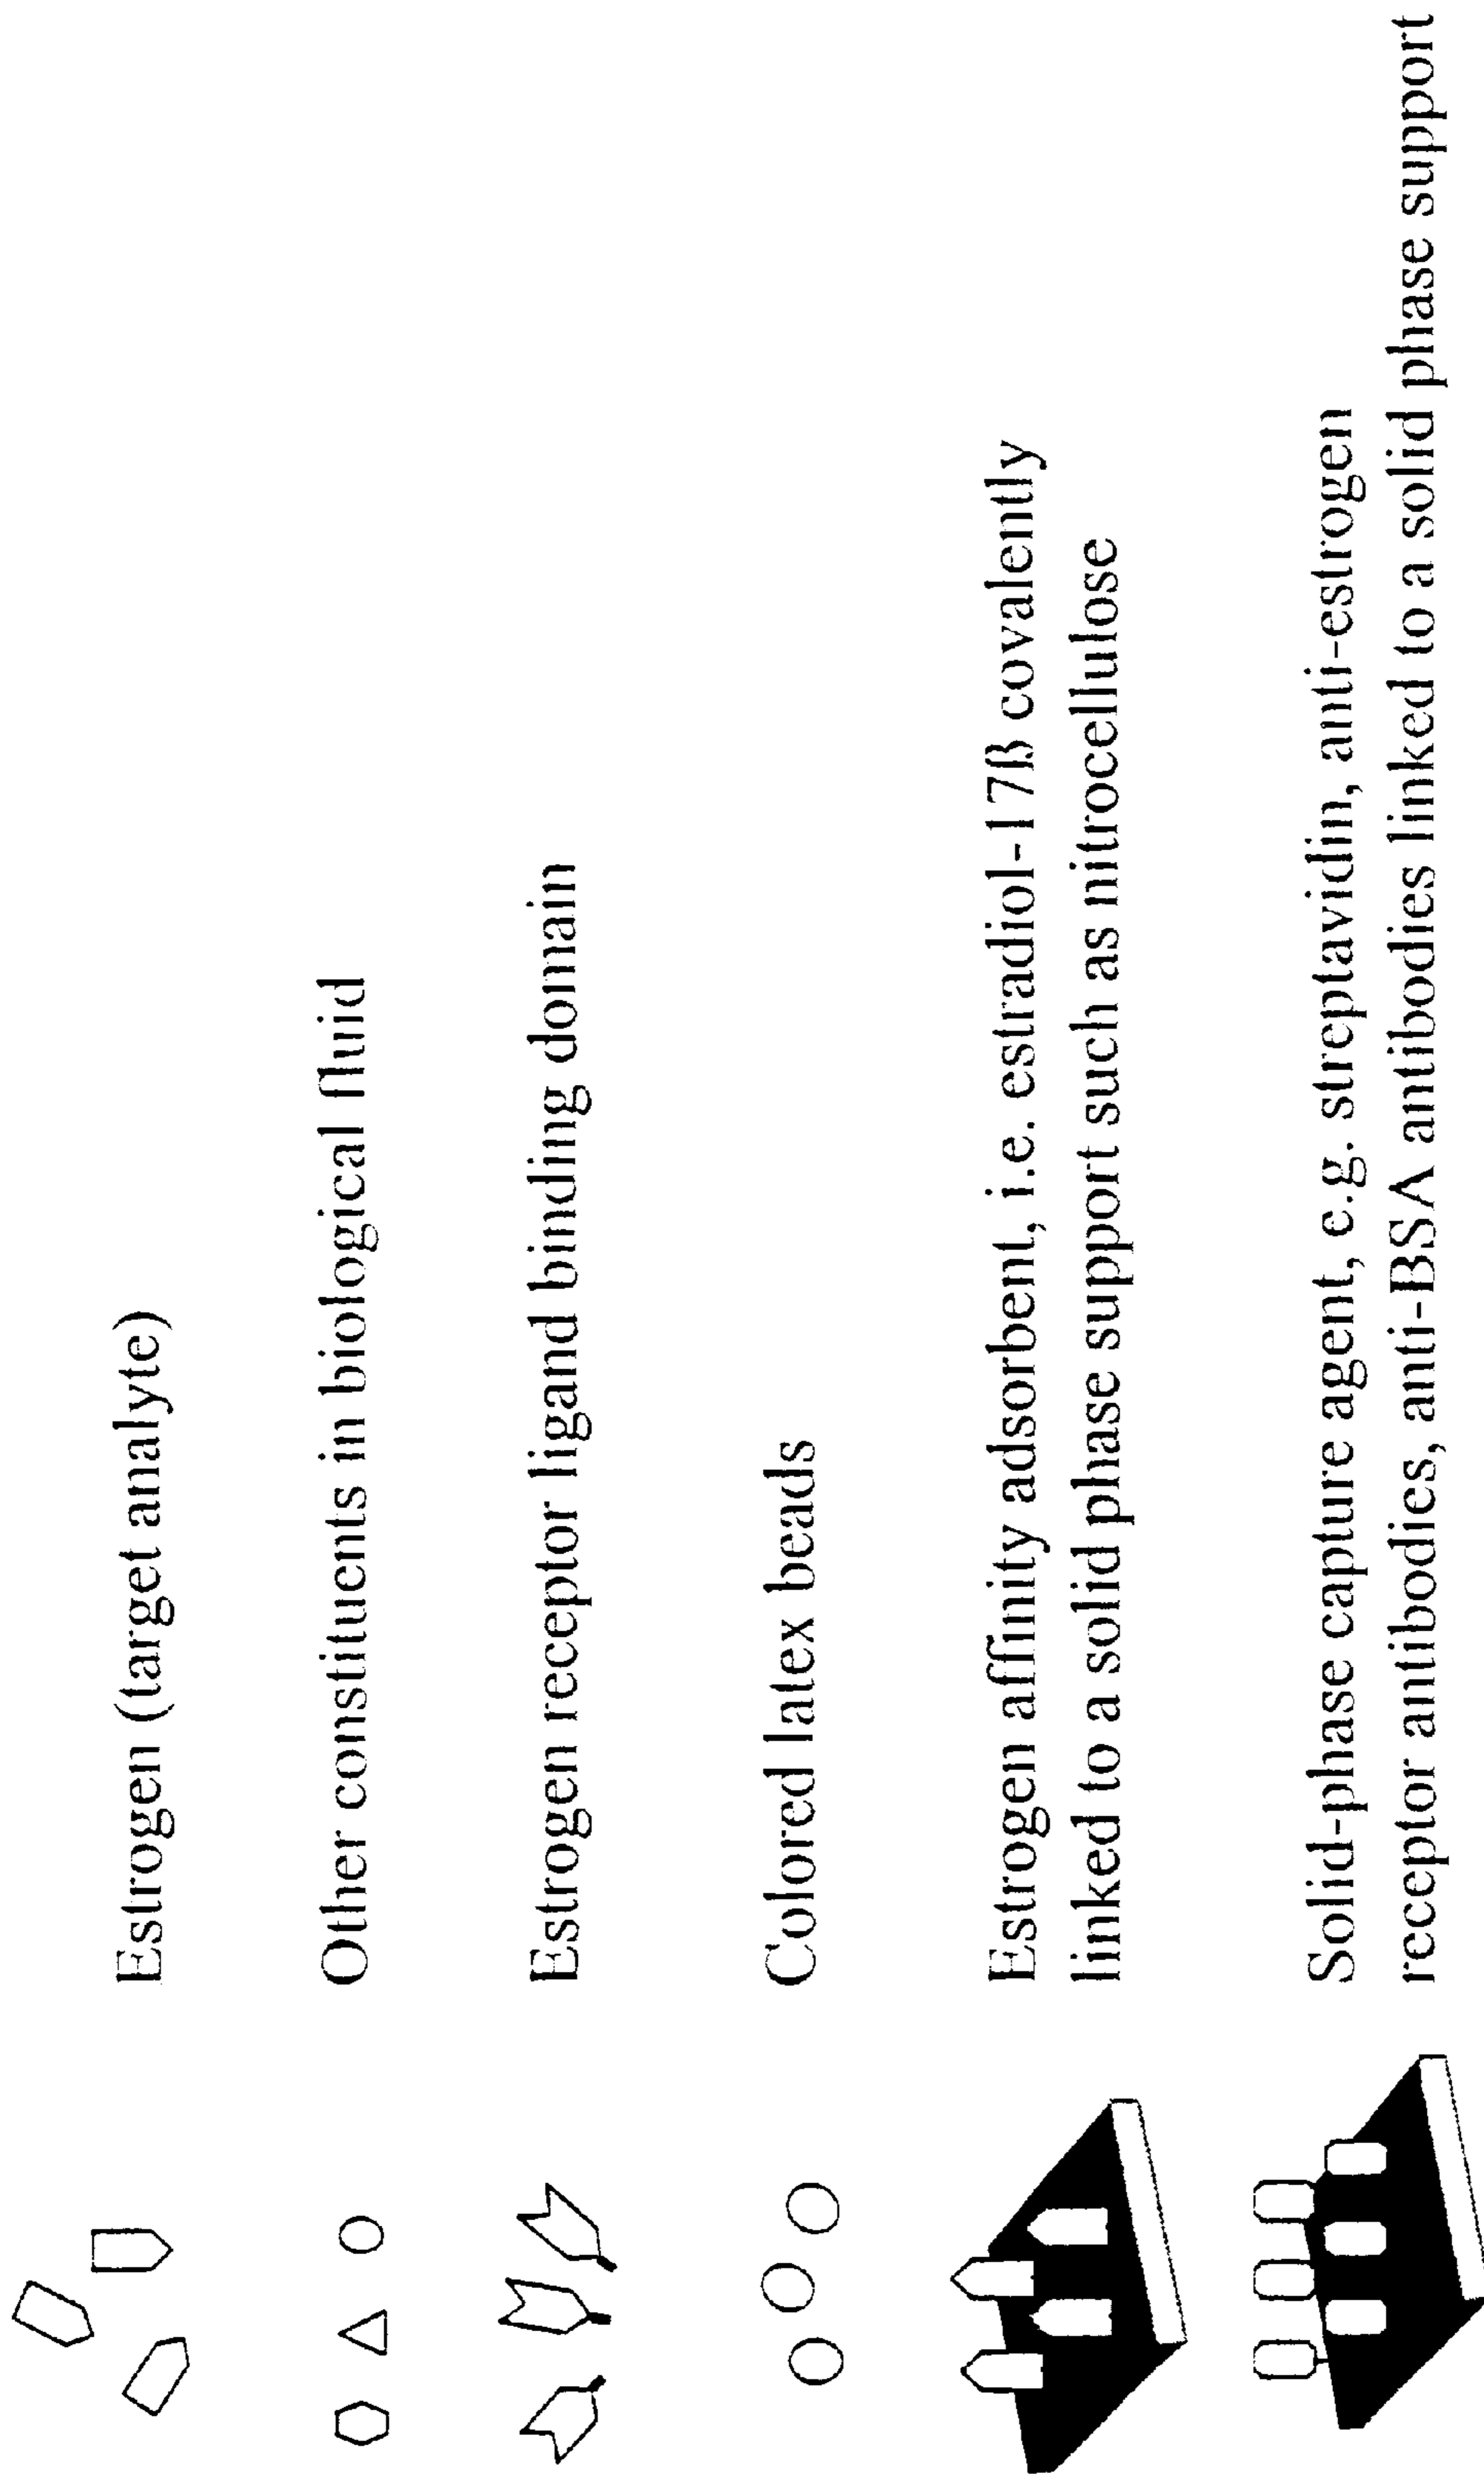 Estrogen (target analyte)
Other constituents in biological fluid
Estrogen receptor ligand binding domain
Colored latex beads
Estrogen affinity adsorbent, i.e. estradiol-17ß covalently
linked to a solid phase support such as nitrocellulose
Solid-phase capture agent, e.g. streptavidin, anti-estrogen
receptor antibodies, anti-BSA antibodies linked to a solid phase support